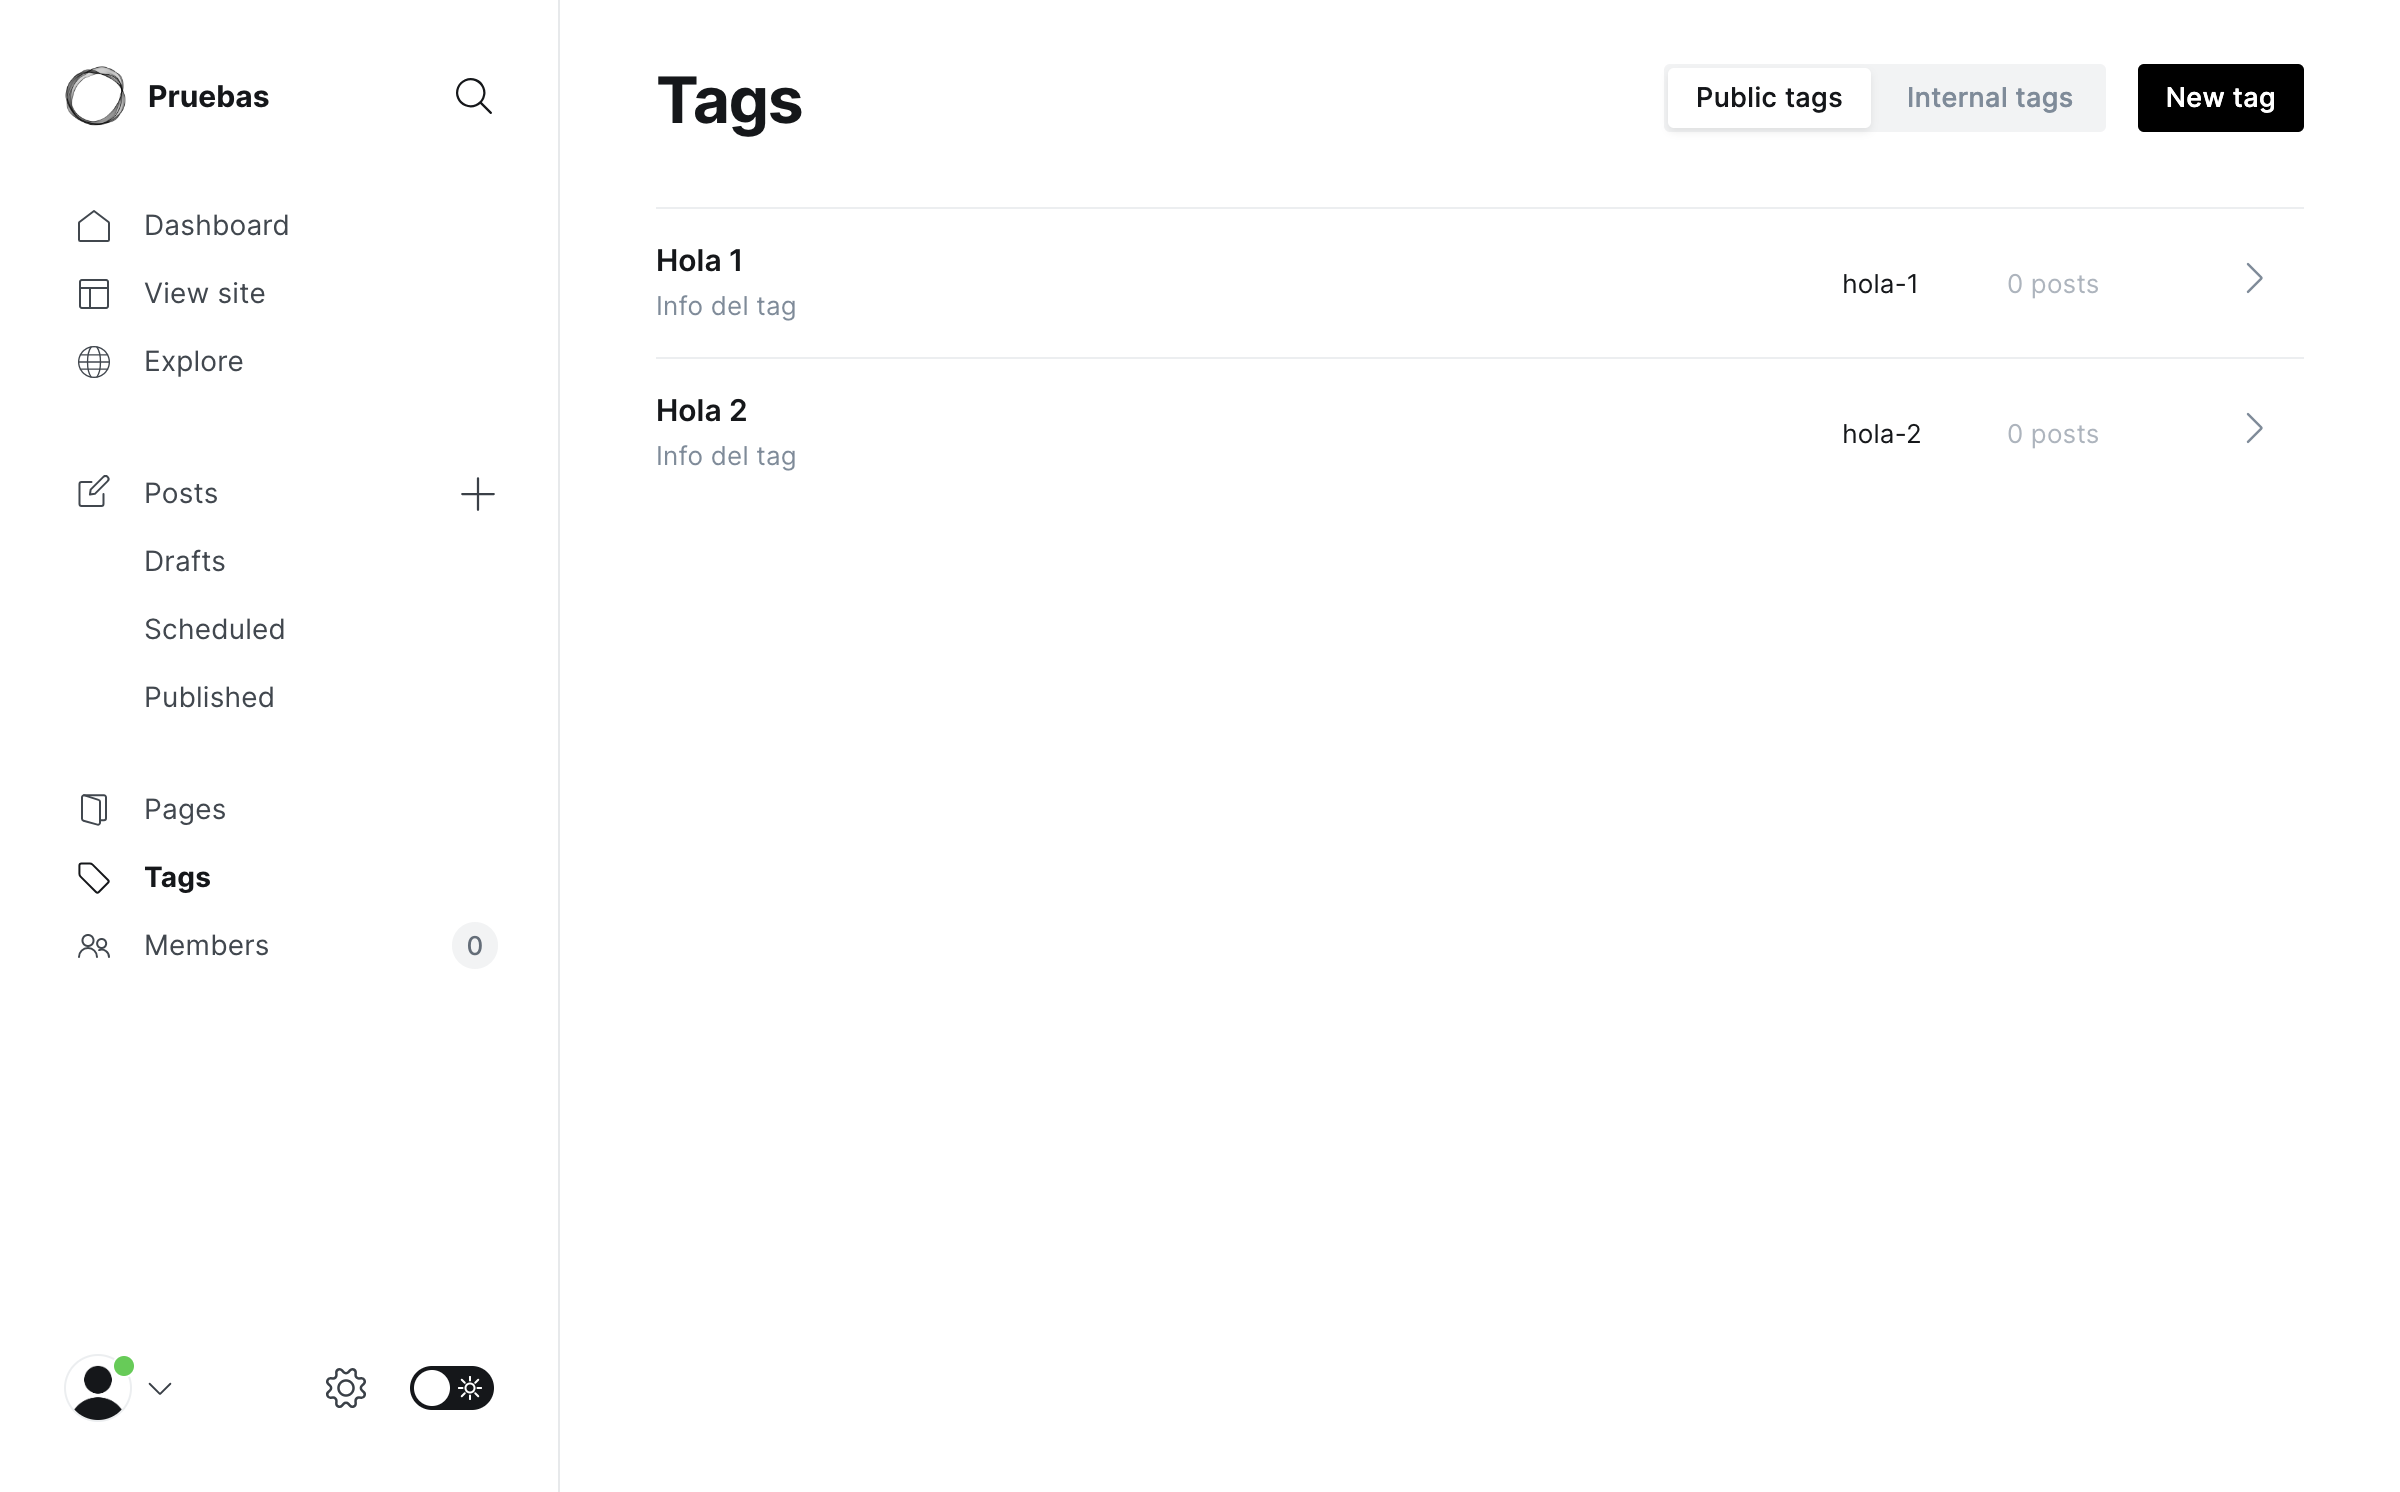 Pruebas
Dashboard
View site
Explore
Posts
Drafts
Scheduled
Published
Pages
Tags
Members 0
Tags
Public tags Internal tags New tag
Hola 1
Info del tag
hola-1 0 posts
Hola 2
Info del tag
hola-2 0 posts